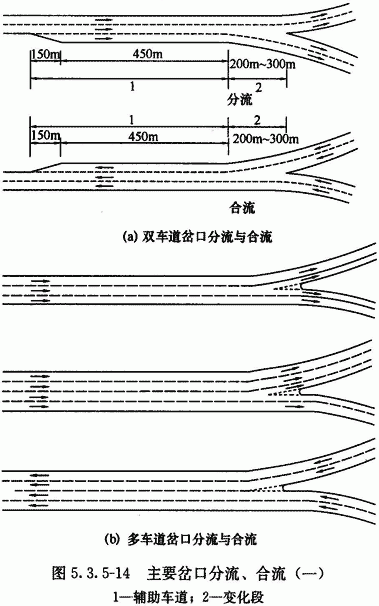 150m 450m 200m~300m
1 2
分流
1 2
150m 450m 200m~300m
合流
(a) 双车道岔口分流与合流
(b) 多车道岔口分流与合流
图 5.3.5-14 主要岔口分流、合流（一）
1—辅助车道；2—变化段